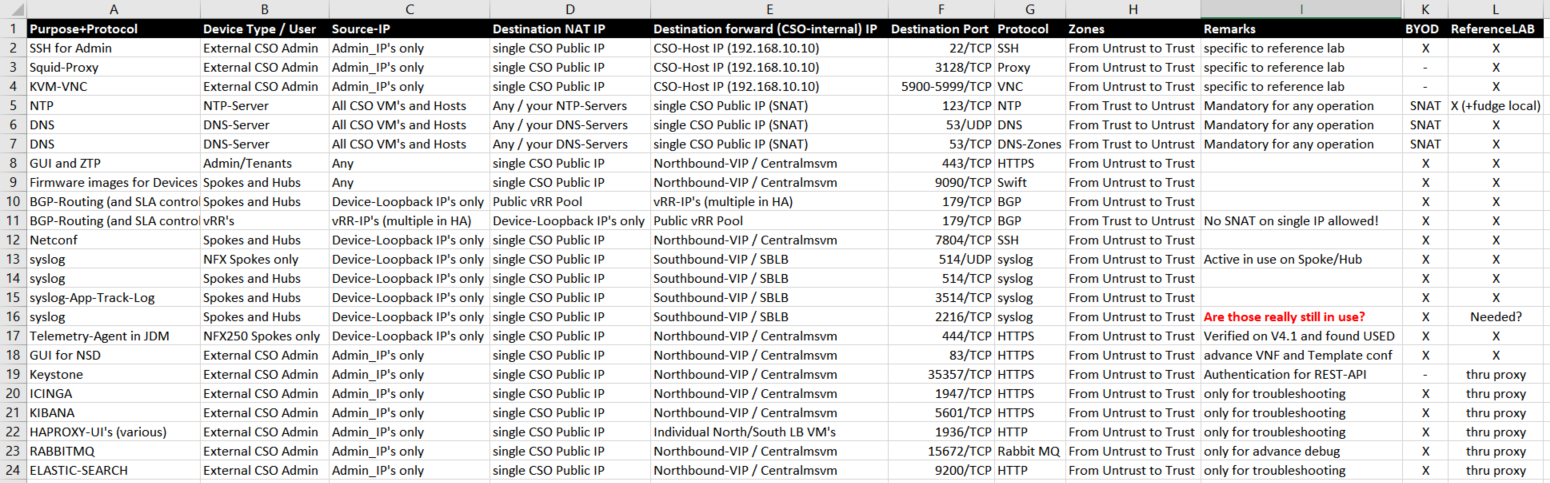 A B C D E F G H I K L
1 Purpose+Protocol Device Type / User Source-IP Destination NAT IP Destination forward (CSO-internal) IP Destination Port Protocol Zones Remarks BYOD ReferenceLAB
2 SSH for Admin External CSO Admin Admin_IP's only single CSO Public IP CSO-Host IP (192.168.10.10) 22/TCP SSH From Untrust to Trust specific to reference lab X X
3 Squid-Proxy External CSO Admin Admin_IP's only single CSO Public IP CSO-Host IP (192.168.10.10) 3128/TCP Proxy From Untrust to Trust specific to reference lab - X
4 KVM-VNC External CSO Admin Admin_IP's only single CSO Public IP CSO-Host IP (192.168.10.10) 5900-5999/TCP VNC From Untrust to Trust specific to reference lab - X
5 NTP NTP-Server All CSO VM's and Hosts Any / your NTP-Servers single CSO Public IP (SNAT) 123/TCP NTP From Trust to Untrust Mandatory for any operation SNAT X (+fudge local)
6 DNS DNS-Server All CSO VM's and Hosts Any / your DNS-Servers single CSO Public IP (SNAT) 53/UDP DNS From Trust to Untrust Mandatory for any operation SNAT X
7 DNS DNS-Server All CSO VM's and Hosts Any / your DNS-Servers single CSO Public IP (SNAT) 53/TCP DNS-Zones From Trust to Untrust Mandatory for any operation SNAT X
8 GUI and ZTP Admin/Tenants Any single CSO Public IP Northbound-VIP / Centralmsvm 443/TCP HTTPS From Untrust to Trust X X
9 Firmware images for Devices Spokes and Hubs Any single CSO Public IP Northbound-VIP / Centralmsvm 9090/TCP Swift From Untrust to Trust X X
10 BGP-Routing (and SLA contro Spokes and Hubs Device-Loopback IP's only Public vRR Pool vRR-IP's (multiple in HA) 179/TCP BGP From Untrust to Trust X X
11 BGP-Routing (and SLA contro vRR's vRR-IP's (multiple in HA) Device-Loopback IP's only Public vRR Pool 179/TCP BGP From Trust to Untrust No SNAT on single IP allowed! X X
12 Netconf Spokes and Hubs Device-Loopback IP's only single CSO Public IP Northbound-VIP / Centralmsvm 7804/TCP SSH From Untrust to Trust X X
13 syslog NFX Spokes only Device-Loopback IP's only single CSO Public IP Southbound-VIP / SBLB 514/UDP syslog From Untrust to Trust Active in use on Spoke/Hub X X
14 syslog Spokes and Hubs Device-Loopback IP's only single CSO Public IP Southbound-VIP / SBLB 514/TCP syslog From Untrust to Trust X X
15 syslog-App-Track-Log Spokes and Hubs Device-Loopback IP's only single CSO Public IP Southbound-VIP / SBLB 3514/TCP syslog From Untrust to Trust X X
16 syslog Spokes and Hubs Device-Loopback IP's only single CSO Public IP Southbound-VIP / SBLB 2216/TCP syslog From Untrust to Trust Are those really still in use? X Needed?
17 Telemetry-Agent in JDM NFX250 Spokes only Device-Loopback IP's only single CSO Public IP Northbound-VIP / Centralmsvm 444/TCP HTTPS From Untrust to Trust Verified on V4.1 and found USED X X
18 GUI for NSD External CSO Admin Admin_IP's only single CSO Public IP Northbound-VIP / Centralmsvm 83/TCP HTTPS From Untrust to Trust advance VNF and Template conf X X
19 Keystone External CSO Admin Admin_IP's only single CSO Public IP Northbound-VIP / Centralmsvm 35357/TCP HTTPS From Untrust to Trust Authentication for REST-API - thru proxy
20 ICINGA External CSO Admin Admin_IP's only single CSO Public IP Northbound-VIP / Centralmsvm 1947/TCP HTTPS From Untrust to Trust only for troubleshooting X thru proxy
21 KIBANA External CSO Admin Admin_IP's only single CSO Public IP Northbound-VIP / Centralmsvm 5601/TCP HTTPS From Untrust to Trust only for troubleshooting X thru proxy
22 HAPROXY-UI's (various) External CSO Admin Admin_IP's only single CSO Public IP Individual North/South LB VM's 1936/TCP HTTP From Untrust to Trust only for troubleshooting X thru proxy
23 RABBITMQ External CSO Admin Admin_IP's only single CSO Public IP Northbound-VIP / Centralmsvm 15672/TCP Rabbit MQ From Untrust to Trust only for advance debug X thru proxy
24 ELASTIC-SEARCH External CSO Admin Admin_IP's only single CSO Public IP Northbound-VIP / Centralmsvm 9200/TCP HTTP From Untrust to Trust only for troubleshooting X thru proxy